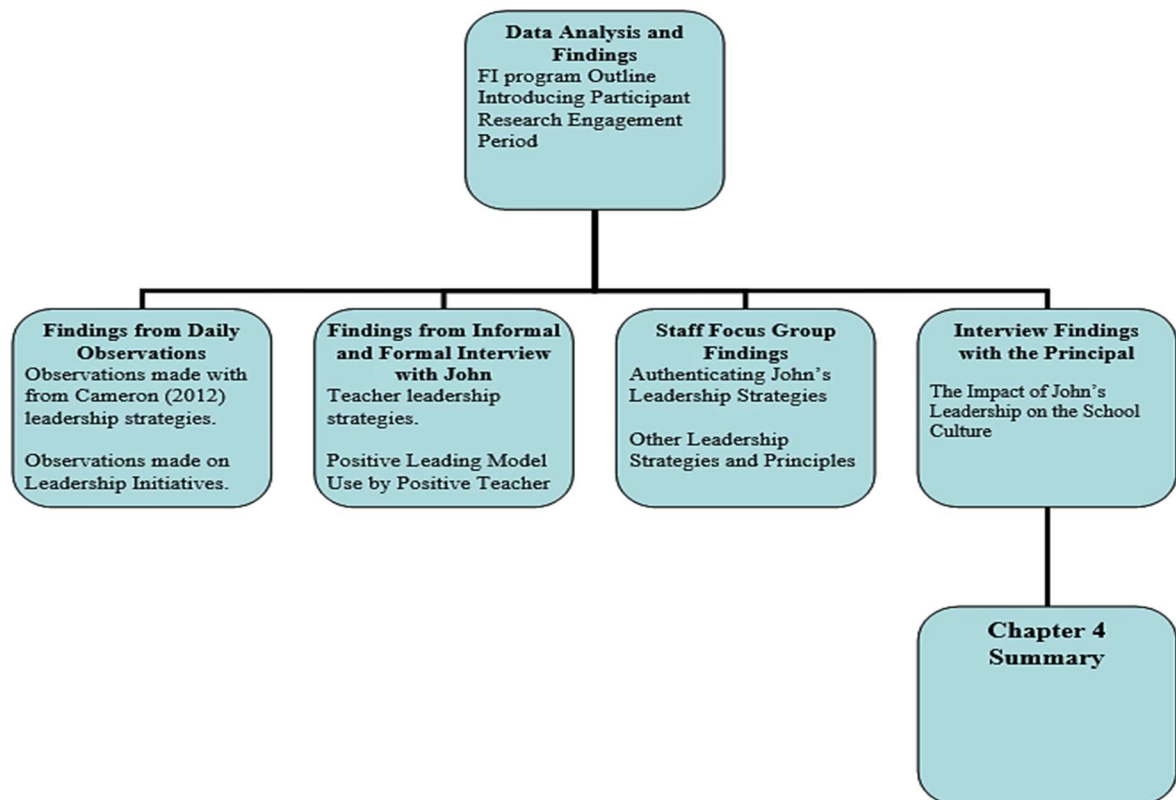 Data Analysis and
Findings
FI program Outline
Introducing Participant
Research Engagement
Period
Findings from Daily
Observations
Observations made with
from Cameron (2012)
leadership strategies.
Observations made on
Leadership Initiatives.
Findings from Informal
and Formal Interview
with John
Teacher leadership
strategies.
Positive Leading Model
Use by Positive Teacher
Staff Focus Group
Findings
Authenticating John's
Leadership Strategies
Other Leadership
Strategies and Principles
Interview Findings
with the Principal
The Impact of John's
Leadership on the School
Culture
Chapter 4
Summary